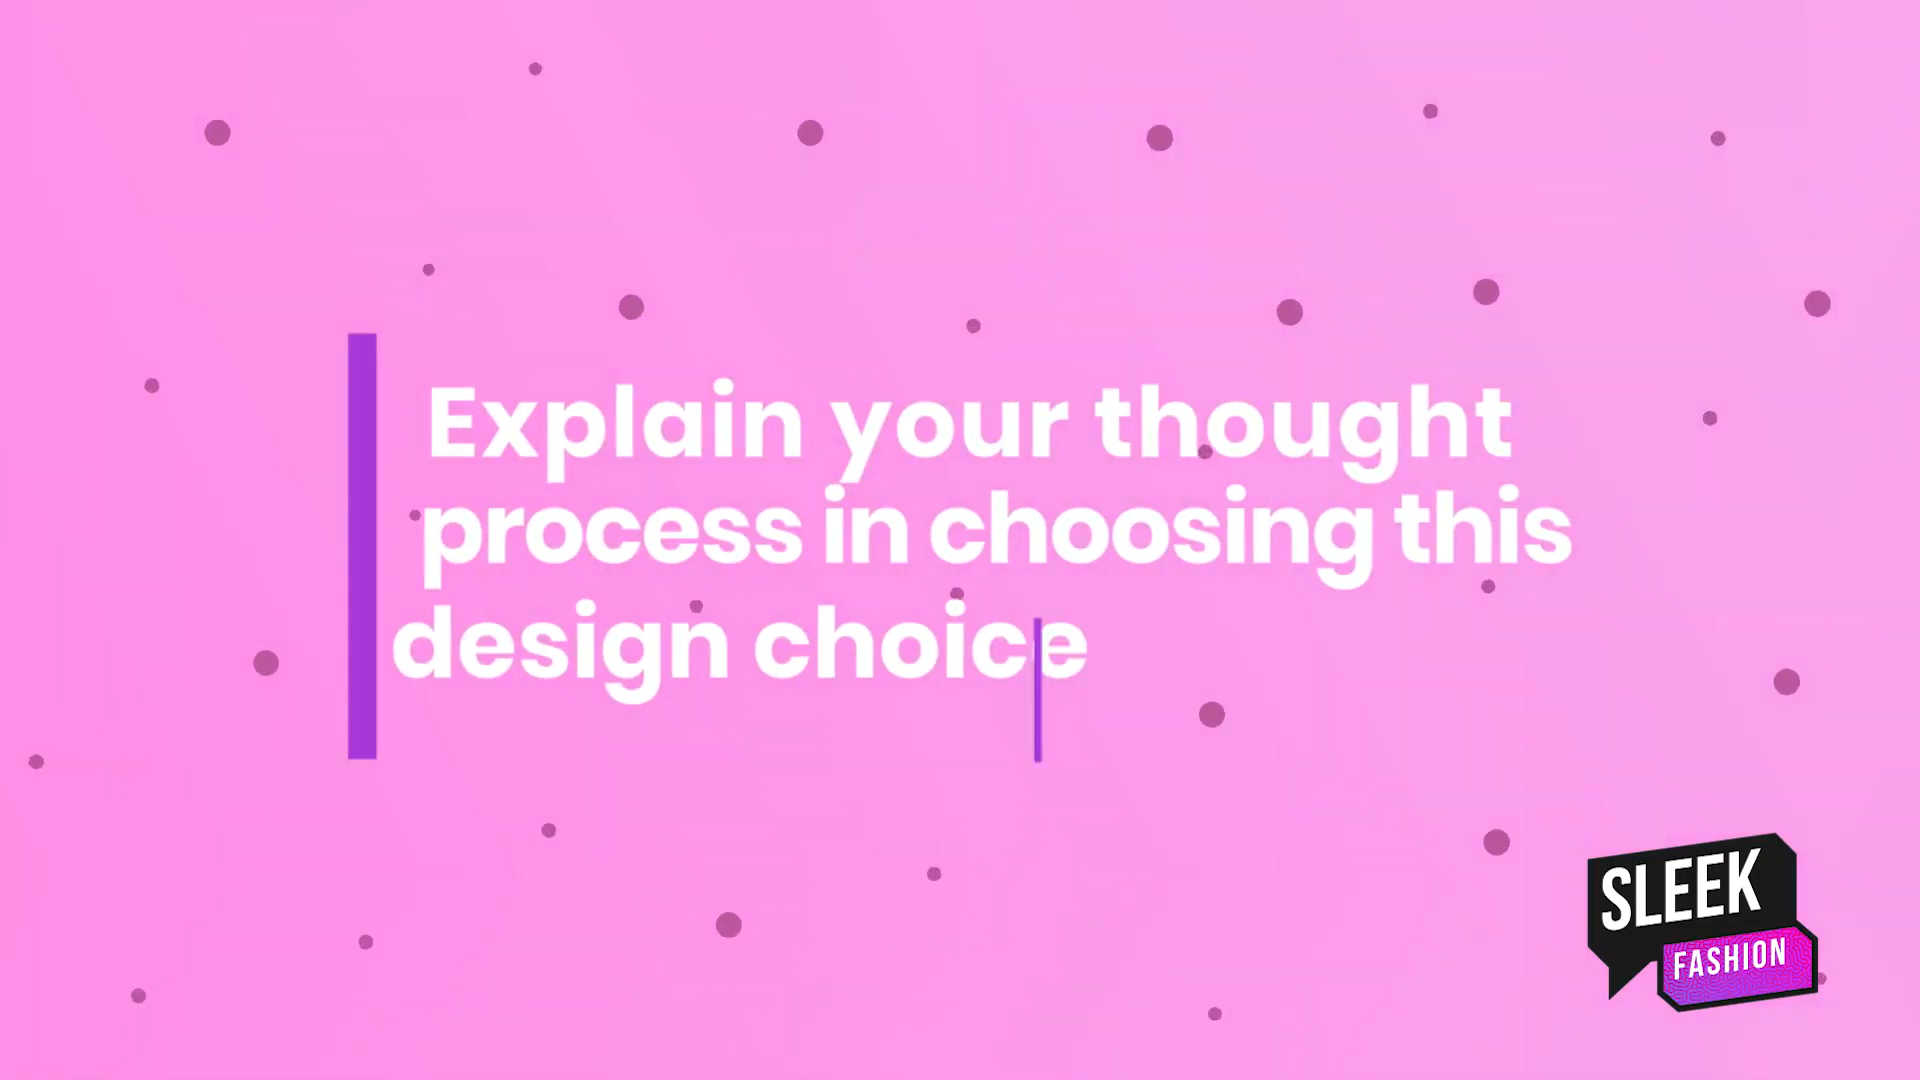 Explain your thought
process in choosing this
design choice
SLEEK
FASHION